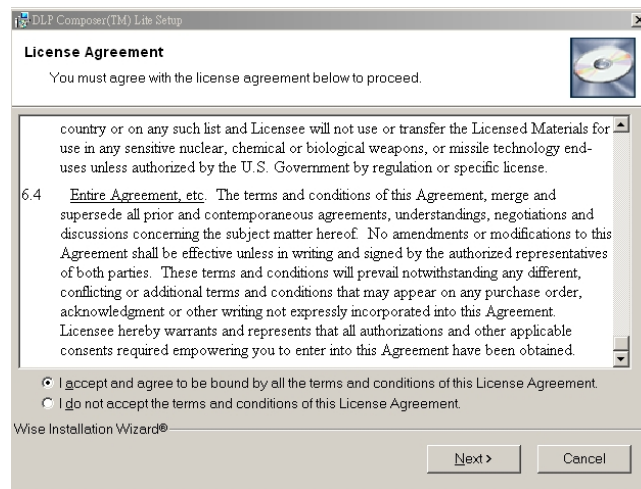 DLP Composer(TM) Lite Setup
License Agreement
You must agree with the license agreement below to proceed.
country or on any such list and Licensee will not use or transfer the Licensed Materials for
use in any sensitive nuclear, chemical or biological weapons, or missile technology end-
uses unless authorized by the U.S. Government by regulation or specific license.
6.4 Entire Agreement, etc. The terms and conditions of this Agreement, merge and
supersede all prior and contemporaneous agreements, understandings, negotiations and
discussions concerning the subject matter hereof. No amendments or modifications to this
Agreement shall be effective unless in writing and signed by the authorized representatives
of both parties. These terms and conditions will prevail notwithstanding any different,
conflicting or additional terms and conditions that may appear on any purchase order,
acknowledgment or other writing not expressly incorporated into this Agreement.
Licensee hereby warrants and represents that all authorizations and other applicable
consents required empowering you to enter into this Agreement have been obtained.
I accept and agree to be bound by all the terms and conditions of this License Agreement.
I do not accept the terms and conditions of this License Agreement.
Wise Installation Wizard®
Next >
Cancel